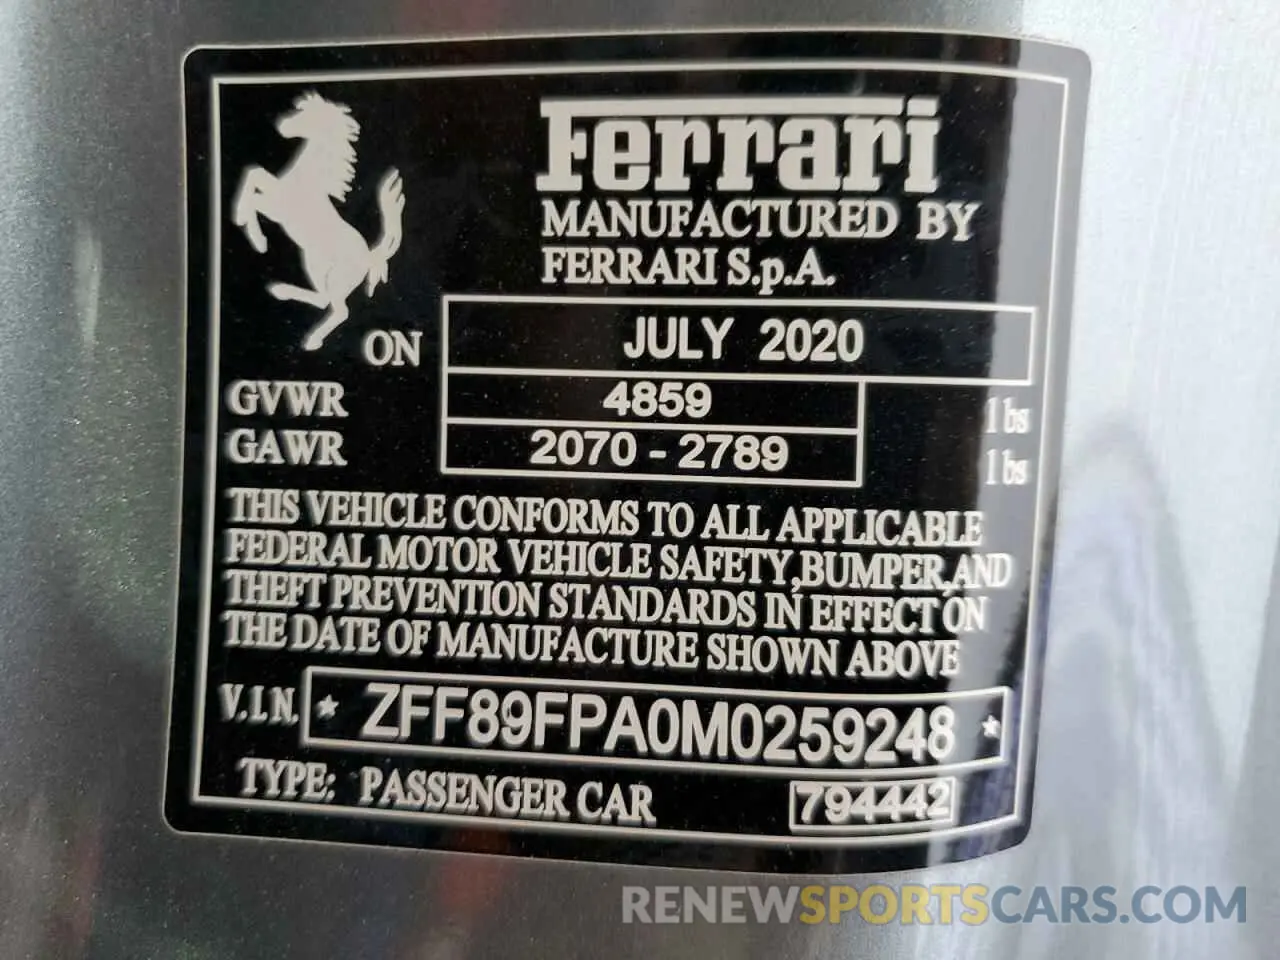 Ferrari
MANUFACTURED BY
FERRARI S.p.A.
ON JULY 2020
GVWR 4859 lbs
GAWR 2070 - 2789 lbs
THIS VEHICLE CONFORMS TO ALL APPLICABLE
FEDERAL MOTOR VEHICLE SAFETY,BUMPER,AND
THEFT PREVENTION STANDARDS IN EFFECT ON
THE DATE OF MANUFACTURE SHOWN ABOVE
V.I.N. * ZFF89FPA0M0259248 *
TYPE: PASSENGER CAR 794442
RENEWSPORTSCARS.COM